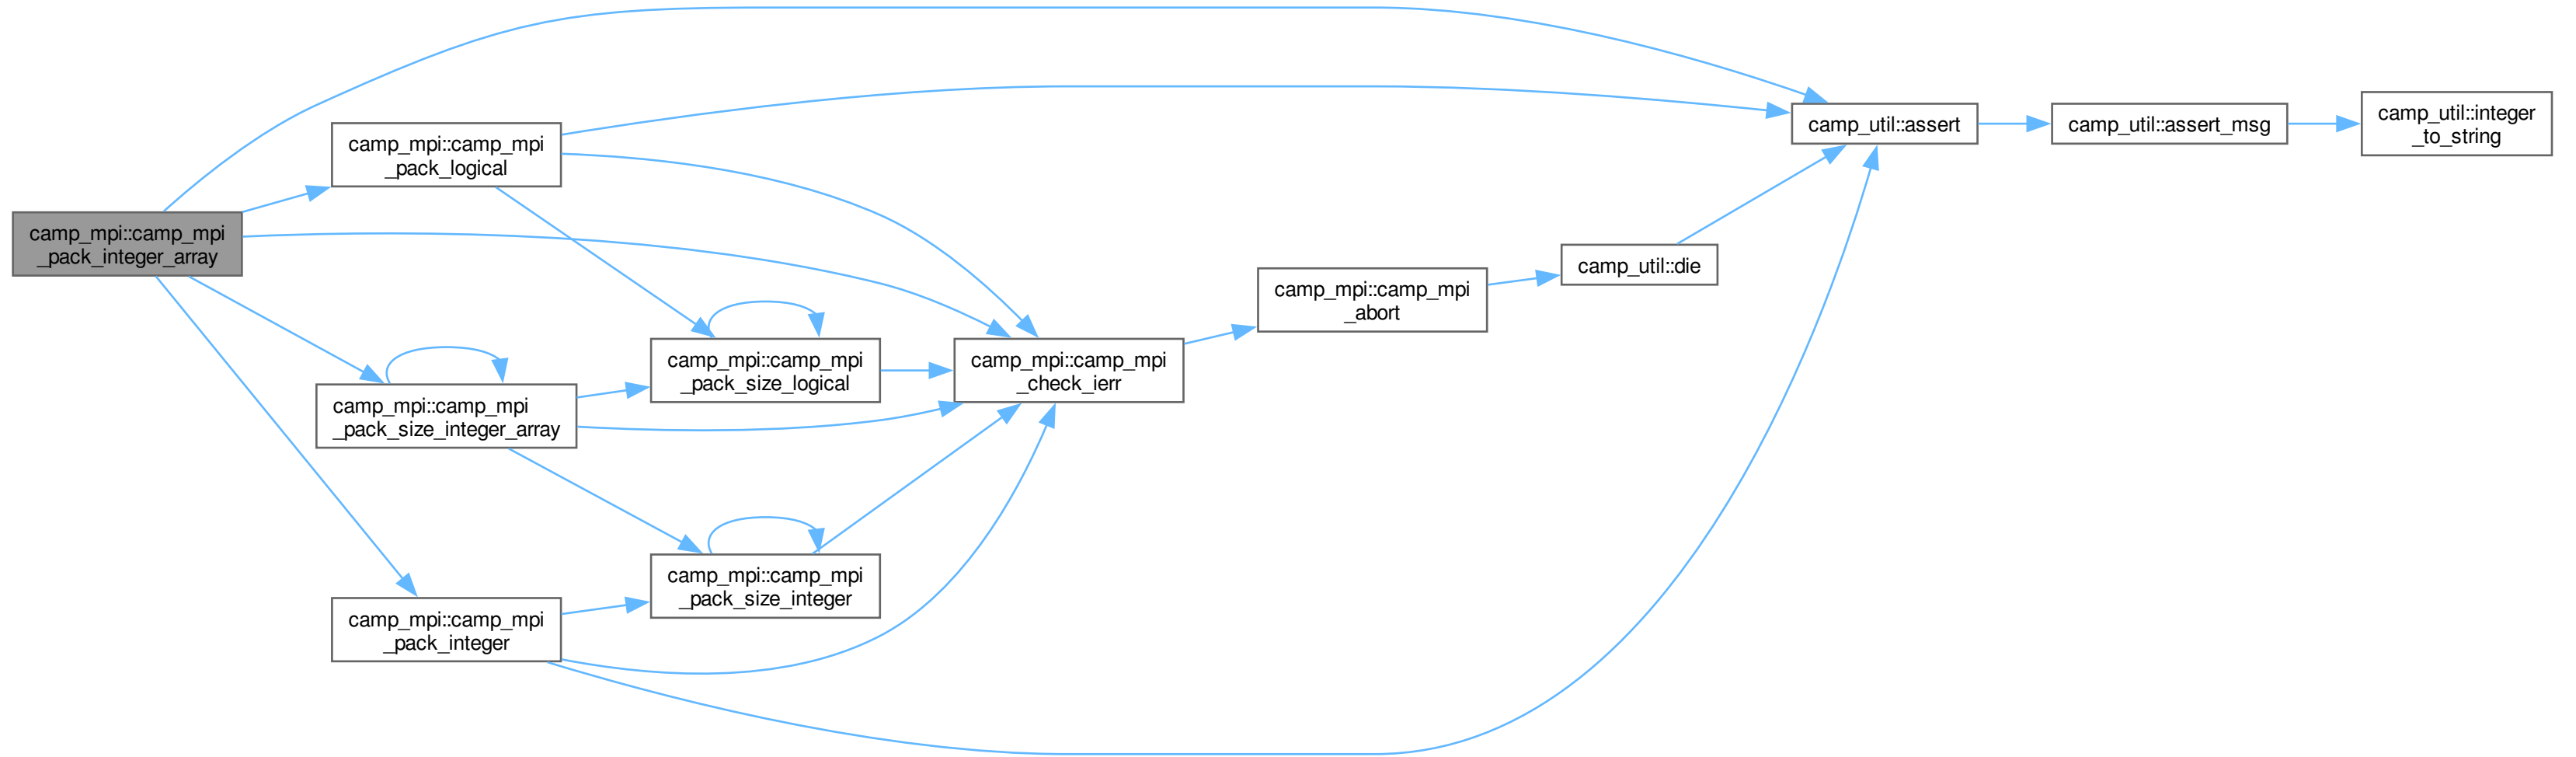 camp_mpi::camp_mpi
_pack_integer_array
camp_mpi::camp_mpi
_pack_logical
camp_mpi::camp_mpi
_pack_size_integer_array
camp_mpi::camp_mpi
_pack_integer
camp_mpi::camp_mpi
_pack_size_logical
camp_mpi::camp_mpi
_pack_size_integer
camp_mpi::camp_mpi
_check_ierr
camp_mpi::camp_mpi
_abort
camp_util::die
camp_util::assert
camp_util::assert_msg
camp_util::integer
_to_string